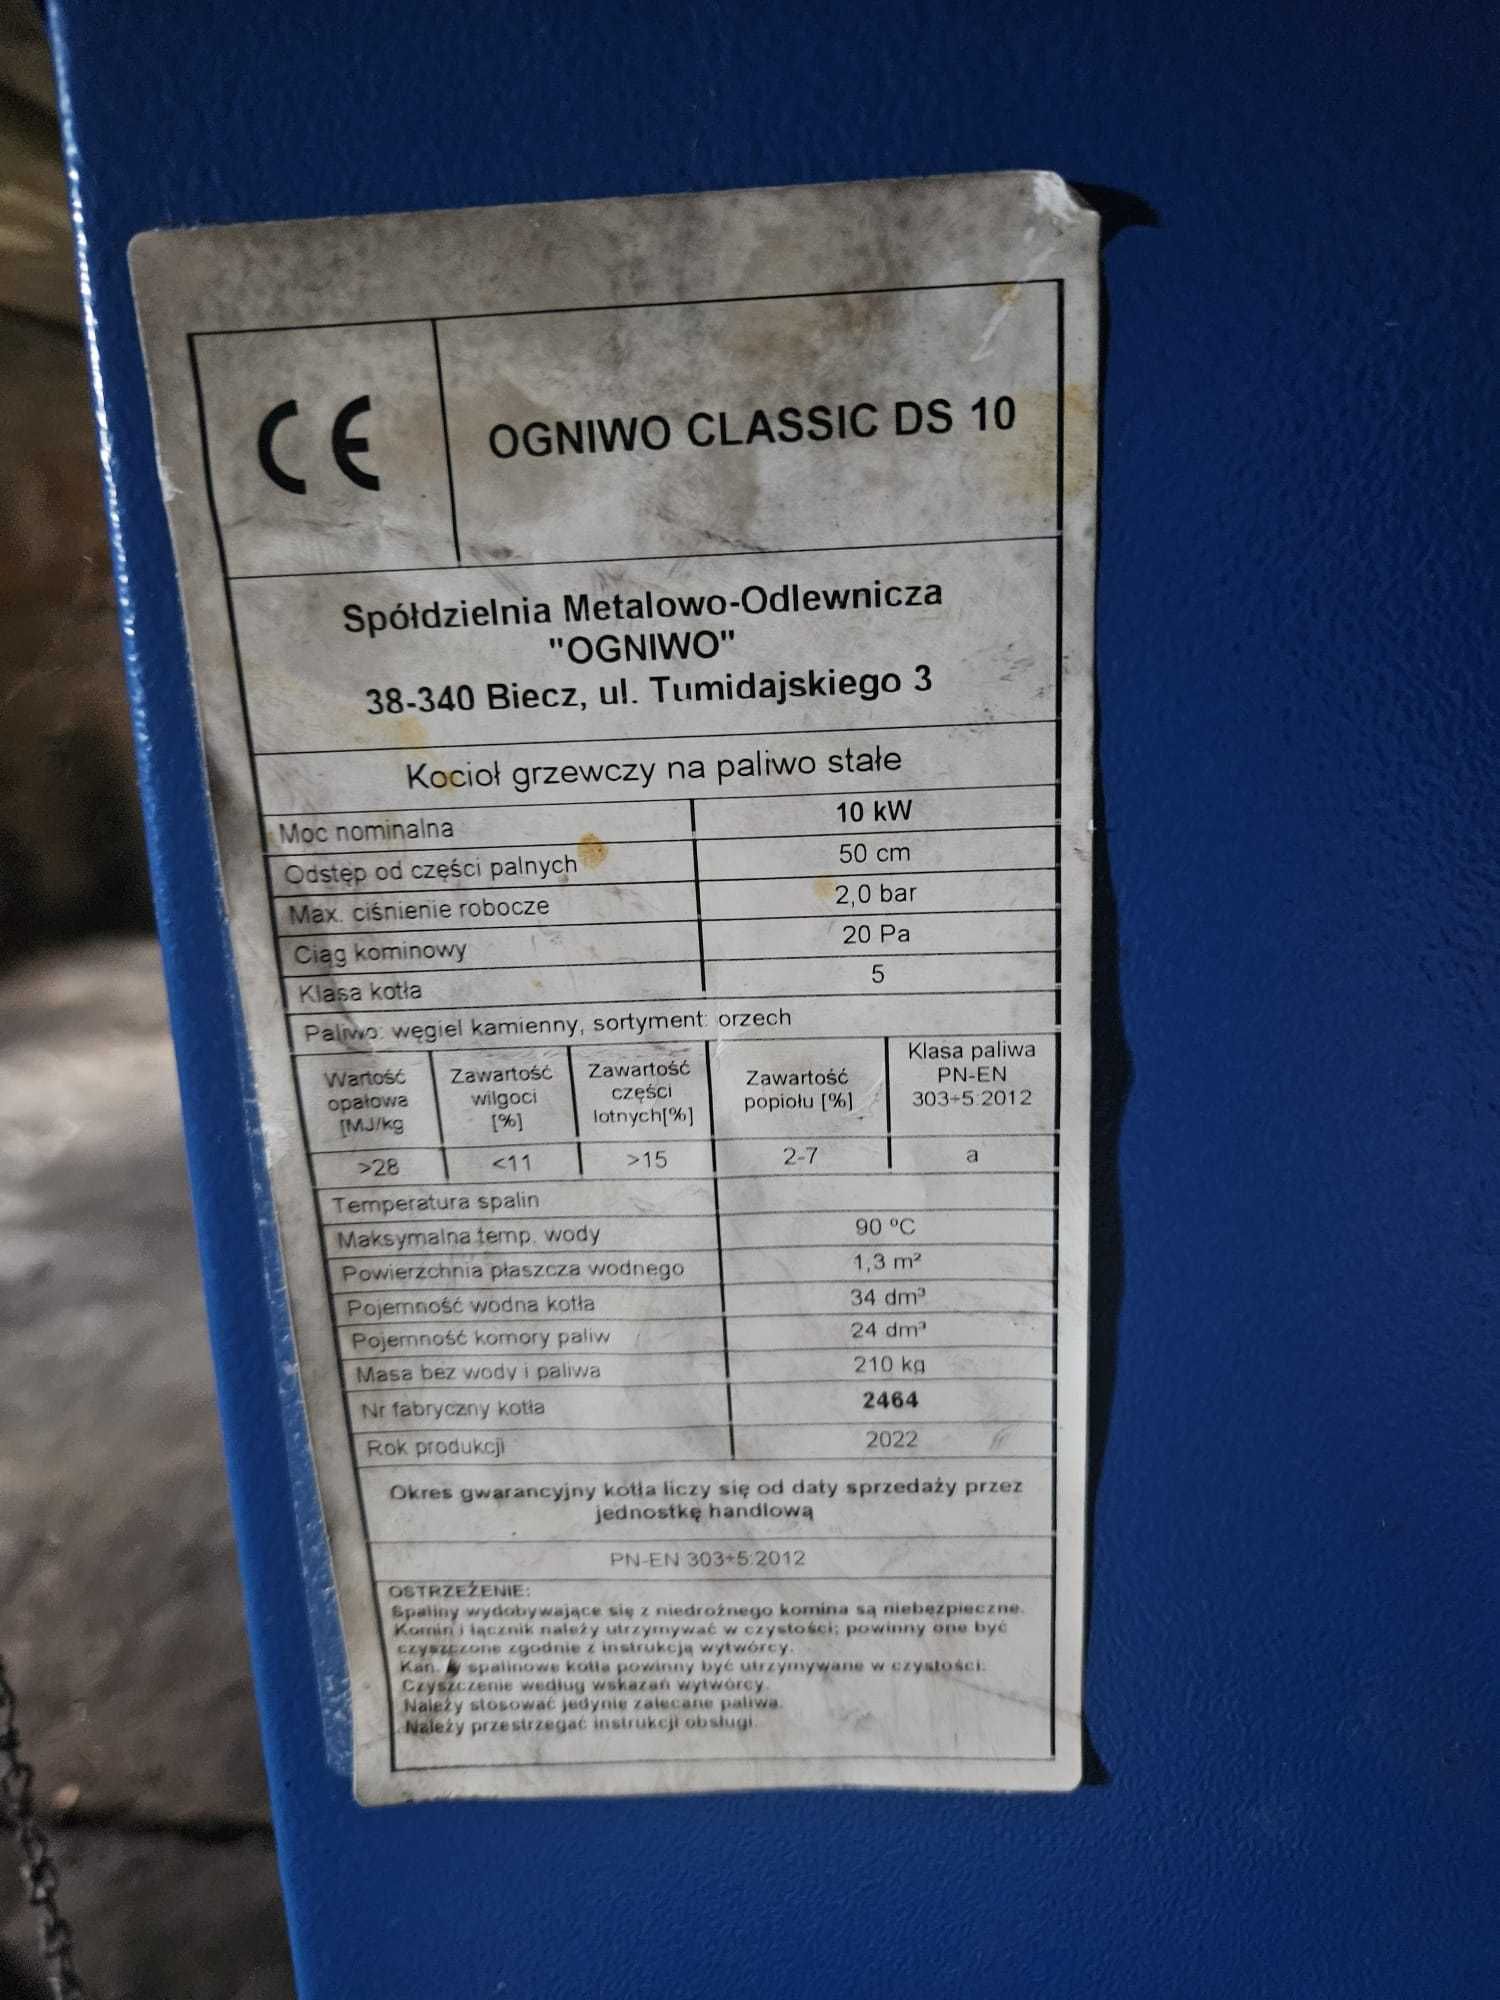 CE
OGNIWO CLASSIC DS 10
Spółdzielnia Metalowo-Odlewnicza
"OGNIWO"
38-340 Biecz, ul. Tumidajskiego 3
Kocioł grzewczy na paliwo stałe
Moc nominalna 10 kW
Odstęp od części palnych 50 cm
Max. ciśnienie robocze 2,0 bar
Ciąg kominowy 20 Pa
Klasa kotła 5
Paliwo: węgiel kamienny, sortyment: orzech
Wartość
opałowa
[MJ/kg
Zawartość
wilgoci
[%]
Zawartość
części
lotnych[%]
Zawartość
popiołu [%]
Klasa paliwa
PN-EN
303÷5:2012
>28 <11 >15 2-7 a
Temperatura spalin
Maksymalna temp. wody 90 ºC
Powierzchnia płaszcza wodnego 1,3 m²
Pojemność wodna kotła 34 dm³
Pojemność komory paliw 24 dm³
Masa bez wody i paliwa 210 kg
Nr fabryczny kotła 2464
Rok produkcji 2022
Okres gwarancyjny kotła liczy się od daty sprzedaży przez
jednostkę handlową
PN-EN 303÷5:2012
OSTRZEŻENIE:
Spaliny wydobywające się z niedrożnego komina są niebezpieczne.
Komin i łącznik należy utrzymywać w czystości; powinny one być
czyszczone zgodnie z instrukcją wytwórcy.
Kan. y spalinowe kotła powinny być utrzymywane w czystości.
Czyszczenie według wskazań wytwórcy.
Należy stosować jedynie zalecane paliwa.
Należy przestrzegać instrukcji obsługi.